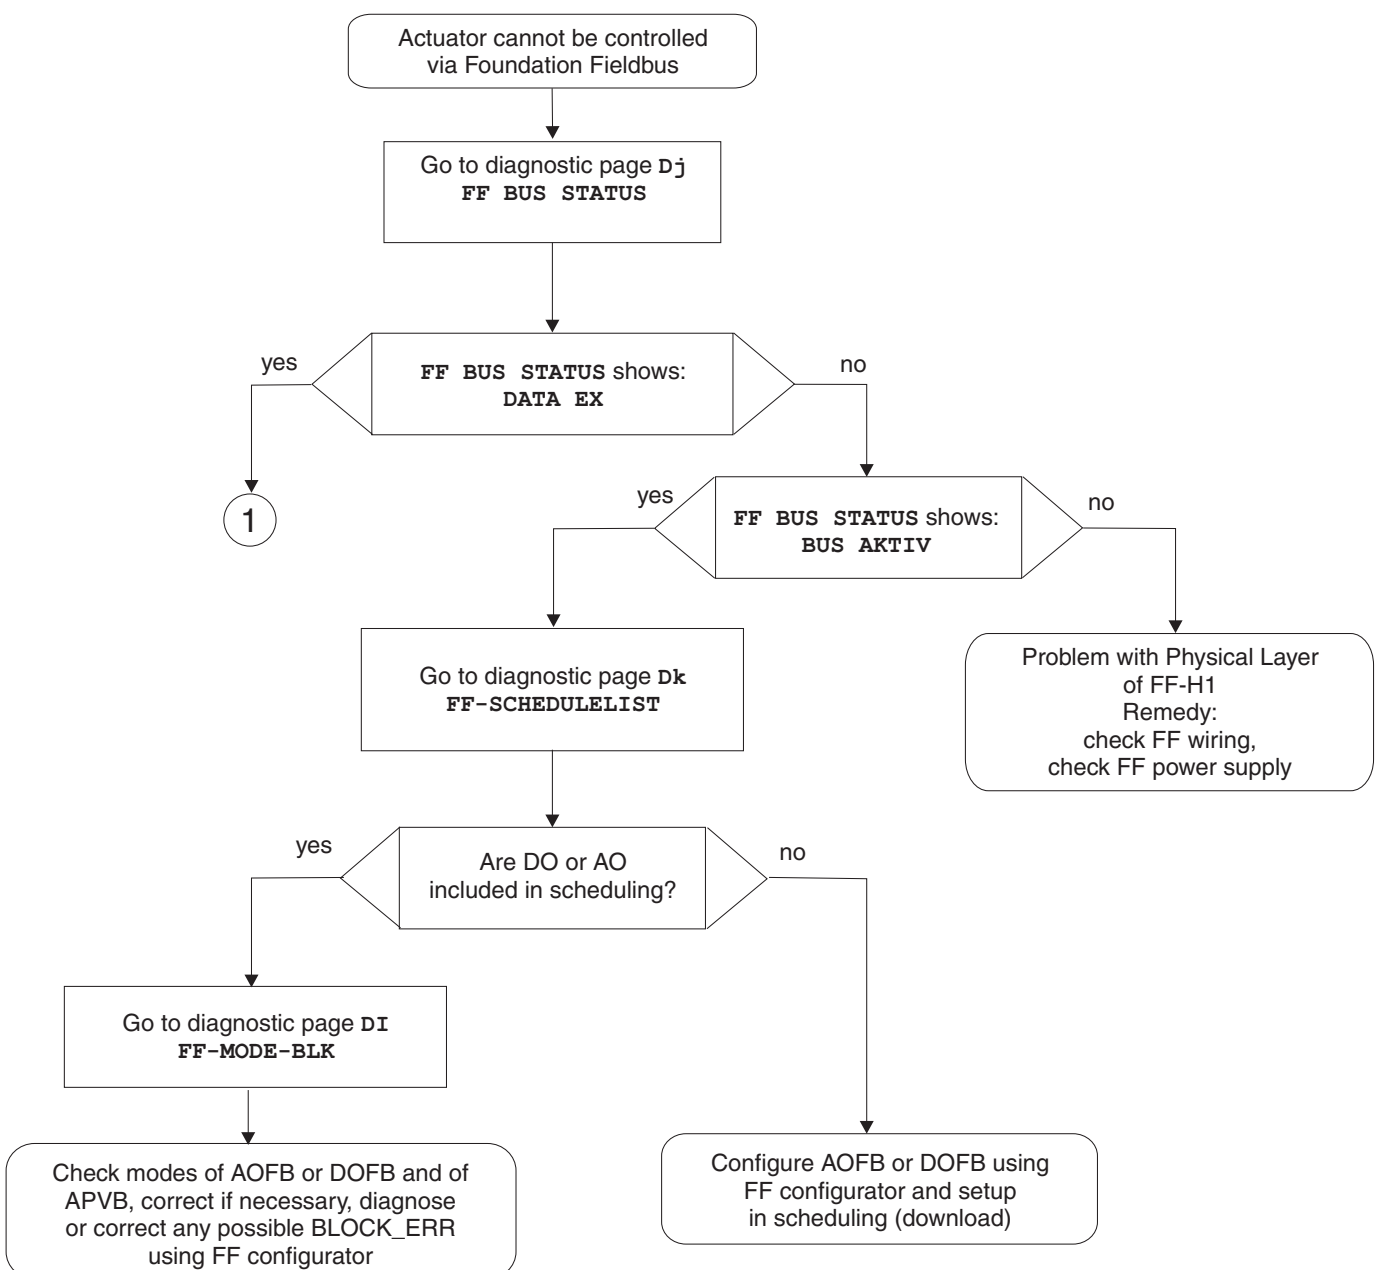 Actuator cannot be controlled
via Foundation Fieldbus
Go to diagnostic page Dj
FF BUS STATUS
yes
FF BUS STATUS shows:
DATA EX
no
1
yes
FF BUS STATUS shows:
BUS AKTIV
no
Go to diagnostic page Dk
FF-SCHEDULELIST
Problem with Physical Layer
of FF-H1
Remedy:
check FF wiring,
check FF power supply
yes
Are DO or AO
included in scheduling?
no
Go to diagnostic page DI
FF-MODE-BLK
Check modes of AOFB or DOFB and of
APVB, correct if necessary, diagnose
or correct any possible BLOCK_ERR
using FF configurator
Configure AOFB or DOFB using
FF configurator and setup
in scheduling (download)